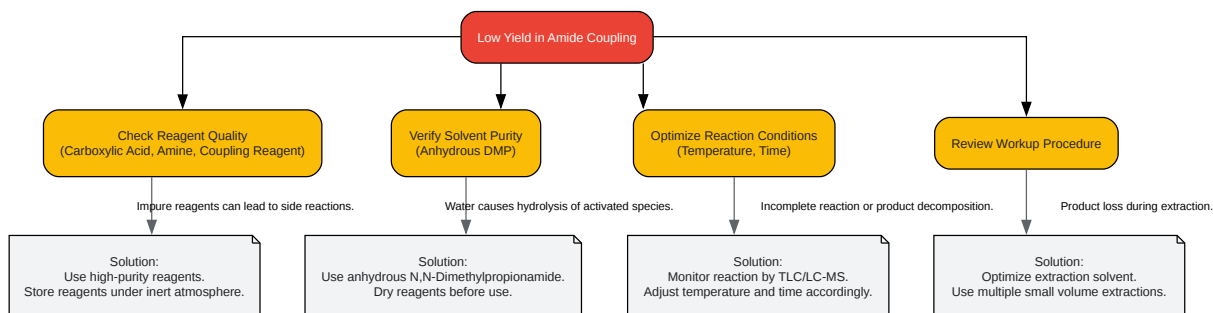 Low Yield in Amide Coupling
Check Reagent Quality
(Carboxylic Acid, Amine, Coupling Reagent)
Verify Solvent Purity
(Anhydrous DMP)
Optimize Reaction Conditions
(Temperature, Time)
Review Workup Procedure
Impure reagents can lead to side reactions.
Water causes hydrolysis of activated species.
Incomplete reaction or product decomposition.
Product loss during extraction.
Solution:
Use high-purity reagents.
Store reagents under inert atmosphere.
Solution:
Use anhydrous N,N-Dimethylpropionamide.
Dry reagents before use.
Solution:
Monitor reaction by TLC/LC-MS.
Adjust temperature and time accordingly.
Solution:
Optimize extraction solvent.
Use multiple small volume extractions.